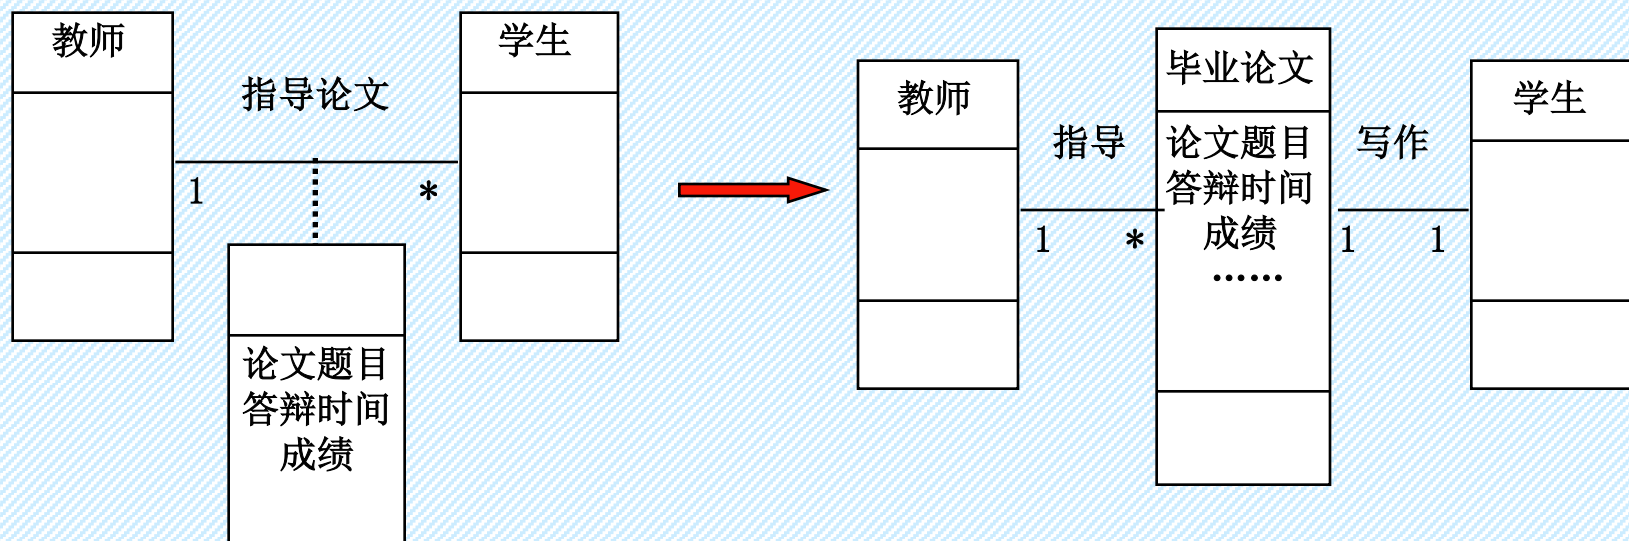 教师
学生
指导论文
1
*
论文题目
答辩时间
成绩
教师
毕业论文
学生
指导
写作
论文题目
答辩时间
成绩
……
1
*
1
1